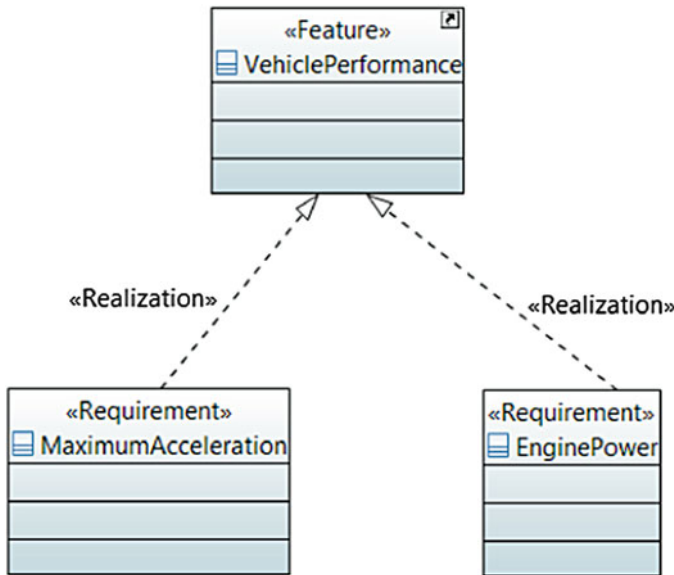 «Feature»
VehiclePerformance
«Realization»
«Realization»
«Requirement»
MaximumAcceleration
«Requirement»
EnginePower